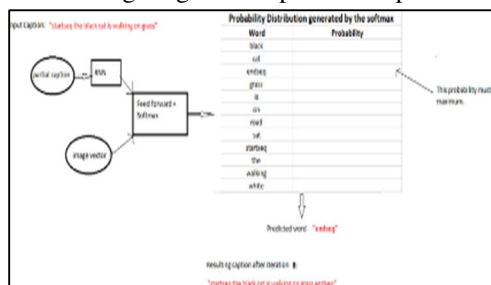 Input Caption: "startseq the black cat is walking on grass"
Probability Distribution generated by the softmax
Word Probability
black
cat
endseq
grass
is
on
road
sat
startseq
the
walking
white
partial caption
RNN
Feed forward +
Softmax
image vector
This probability must
maximum.
Predicted word "endseq"
Resulting caption after iteration 8:
"startseq the black cat is walking on grass endseq"